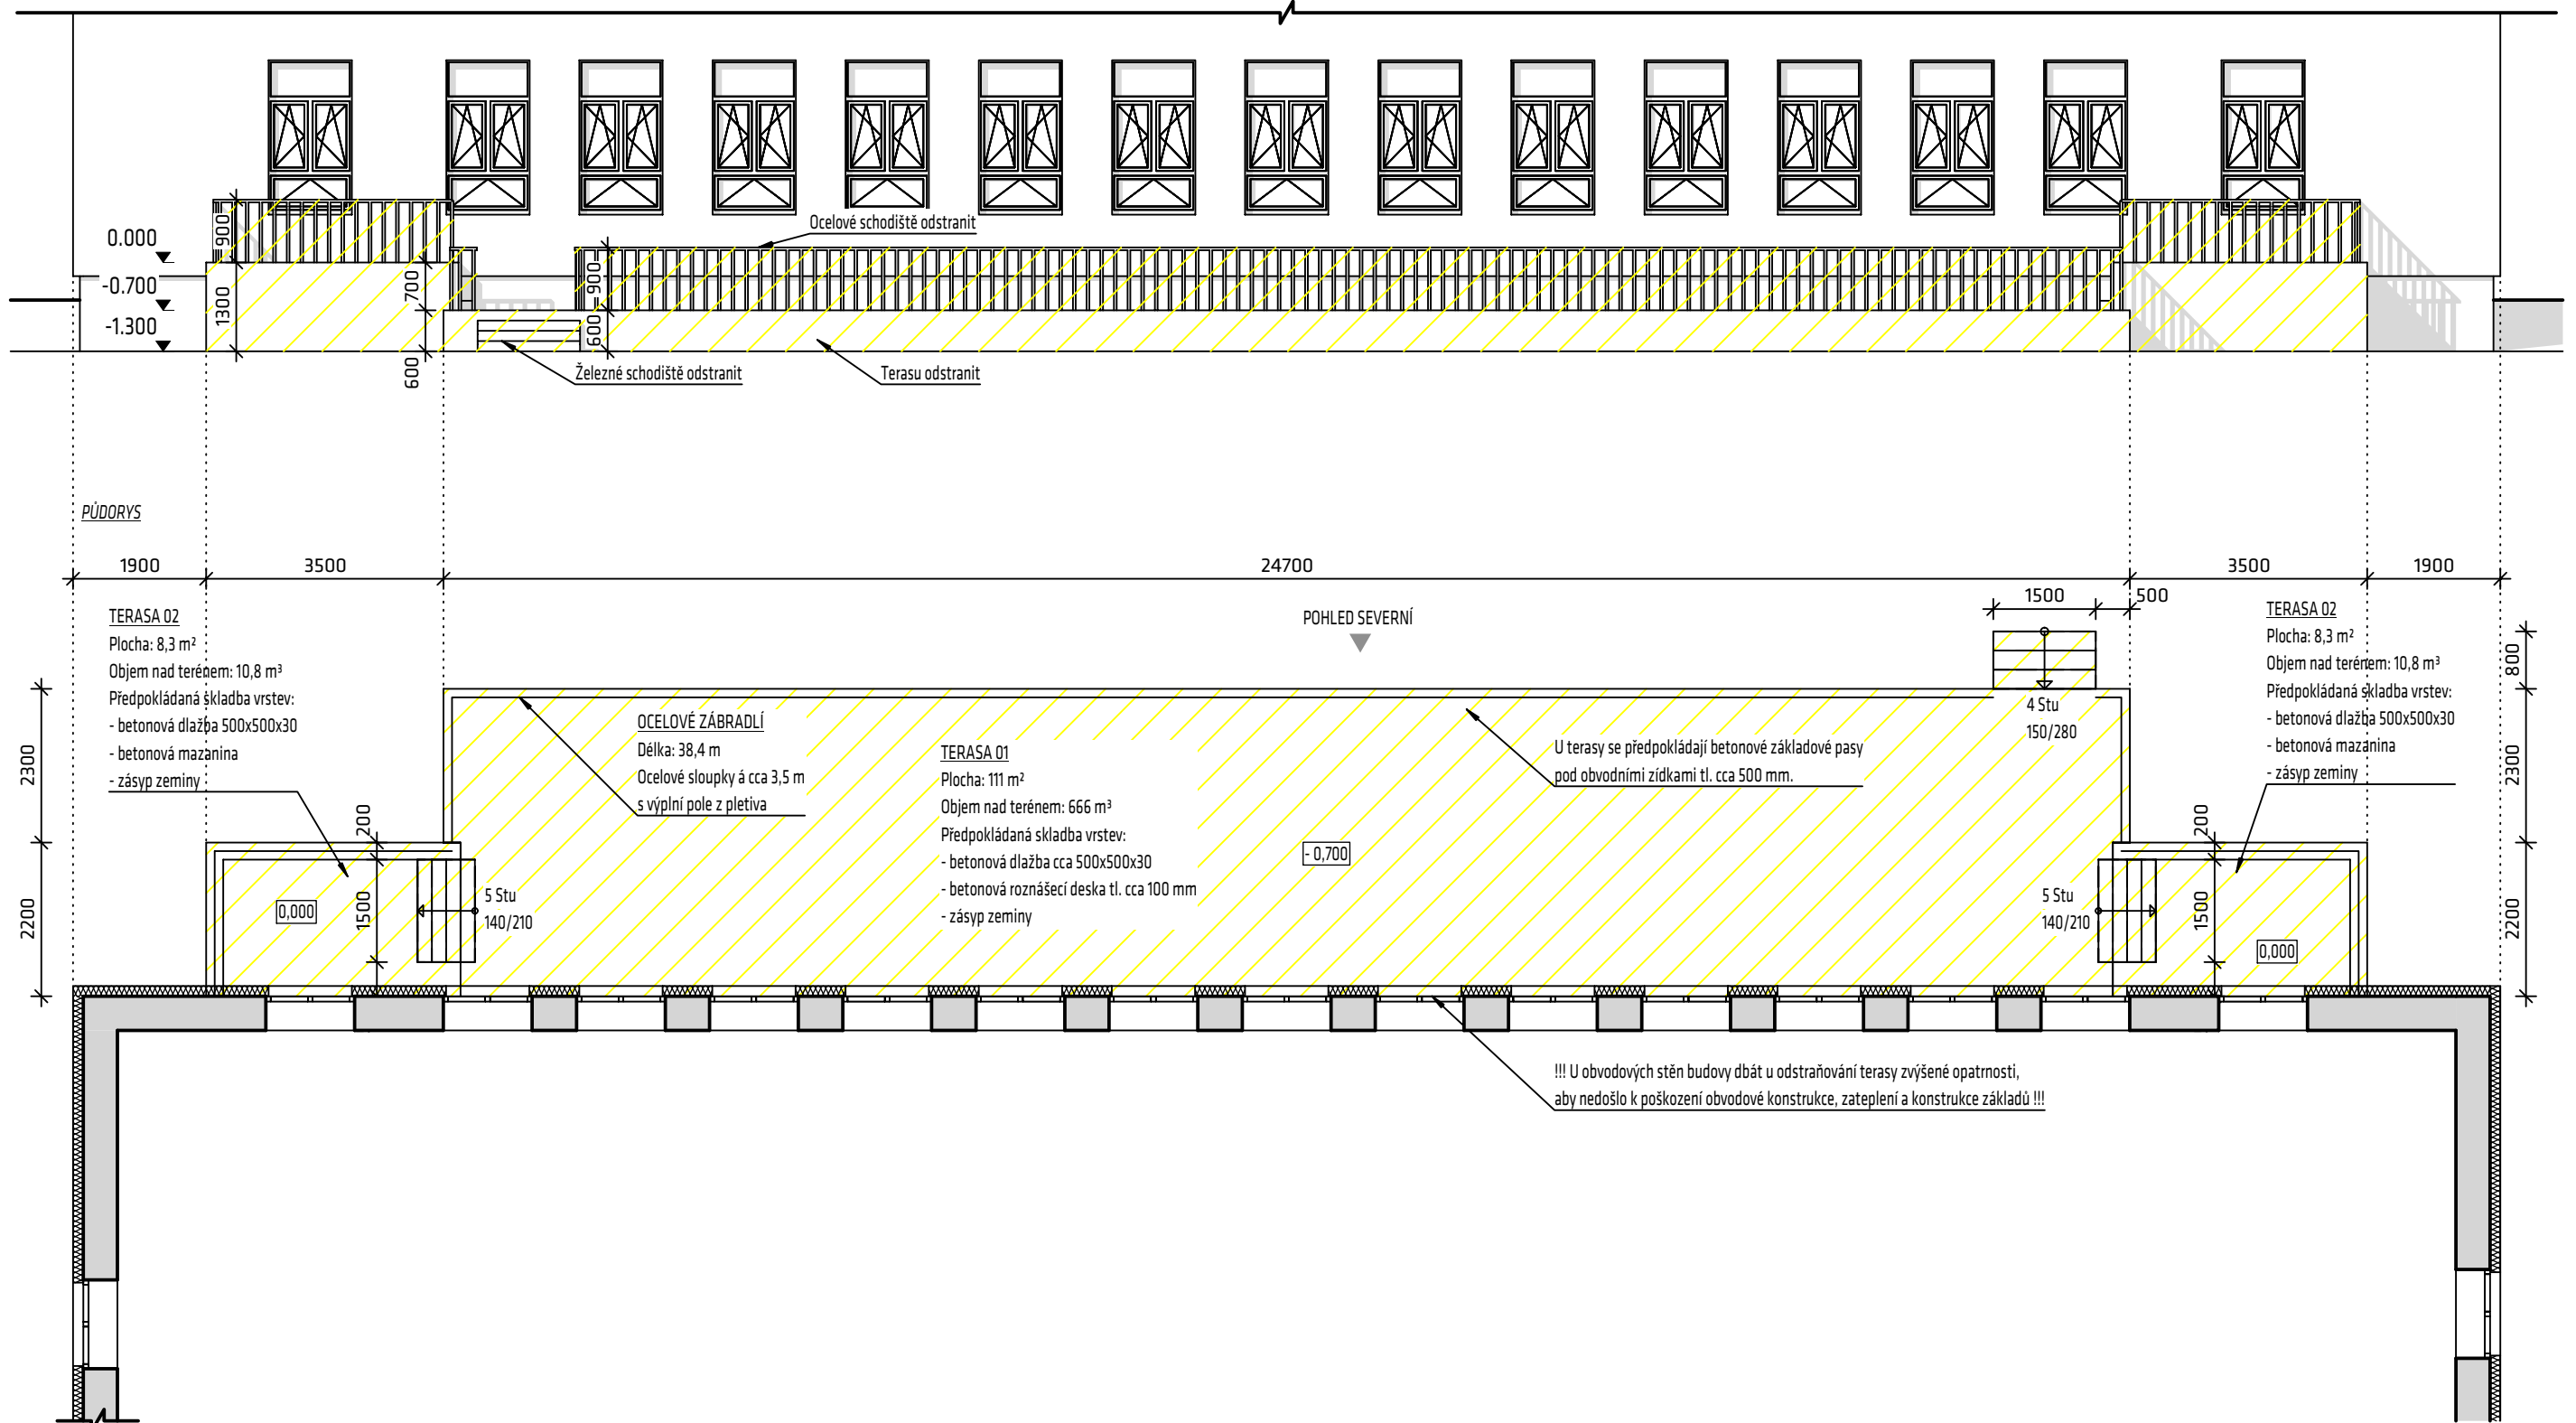 Ocelové schodiště odstranit
0.000
-0.700
-1.300
900
1300
700
600
900
600
Železné schodiště odstranit
Terasu odstranit
PŮDORYS
1900
3500
24700
3500
1900
1500
500
POHLED SEVERNÍ
TERASA 02
Plocha: 8,3 m²
Objem nad terénem: 10,8 m³
Předpokládaná skladba vrstev:
- betonová dlažba 500x500x30
- betonová mazanina
- zásyp zeminy
TERASA 02
Plocha: 8,3 m²
Objem nad terénem: 10,8 m³
Předpokládaná skladba vrstev:
- betonová dlažba 500x500x30
- betonová mazanina
- zásyp zeminy
800
2300
2200
2300
2200
4 Stu
150/280
OCELOVÉ ZÁBRADLÍ
Délka: 38,4 m
Ocelové sloupky á cca 3,5 m
s výplní pole z pletiva
TERASA 01
Plocha: 111 m²
Objem nad terénem: 666 m³
Předpokládaná skladba vrstev:
- betonová dlažba cca 500x500x30
- betonová roznášecí deska tl. cca 100 mm
- zásyp zeminy
U terasy se předpokládají betonové základové pasy
pod obvodními zídkami tl. cca 500 mm.
- 0,700
200
1500
0,000
5 Stu
140/210
5 Stu
140/210
200
1500
0,000
!!! U obvodových stěn budovy dbát u odstraňování terasy zvýšené opatrnosti,
aby nedošlo k poškození obvodové konstrukce, zateplení a konstrukce základů !!!